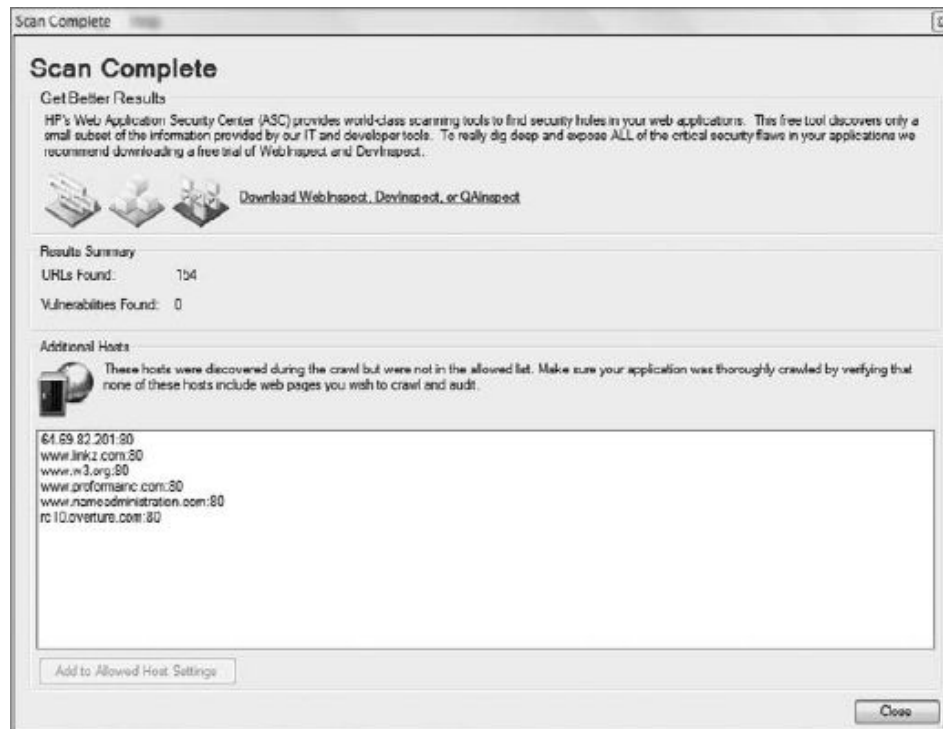 Scan Complete
Scan Complete
Get Better Results
HP's Web Application Security Center (ASC) provides world-class scanning tools to find security holes in your web applications. This free tool discovers only a
small subset of the information provided by our IT and developer tools. To really dig deep and expose ALL of the critical security flaws in your applications we
recommend downloading a free trial of WebInspect and DevInspect.
Download WebInspect, DevInspect, or QAInspect
Results Summary
URLs Found: 154
Vulnerabilities Found: 0
Additional Hosts
These hosts were discovered during the crawl but were not in the allowed list. Make sure your application was thoroughly crawled by verifying that
none of these hosts include web pages you wish to crawl and audit.
64.69.82.201:80
www.linkz.com:80
www.w3.org:80
www.proformainc.com:80
www.nameadministration.com:80
rc10.overture.com:80
Add to Allowed Host Settings
Close